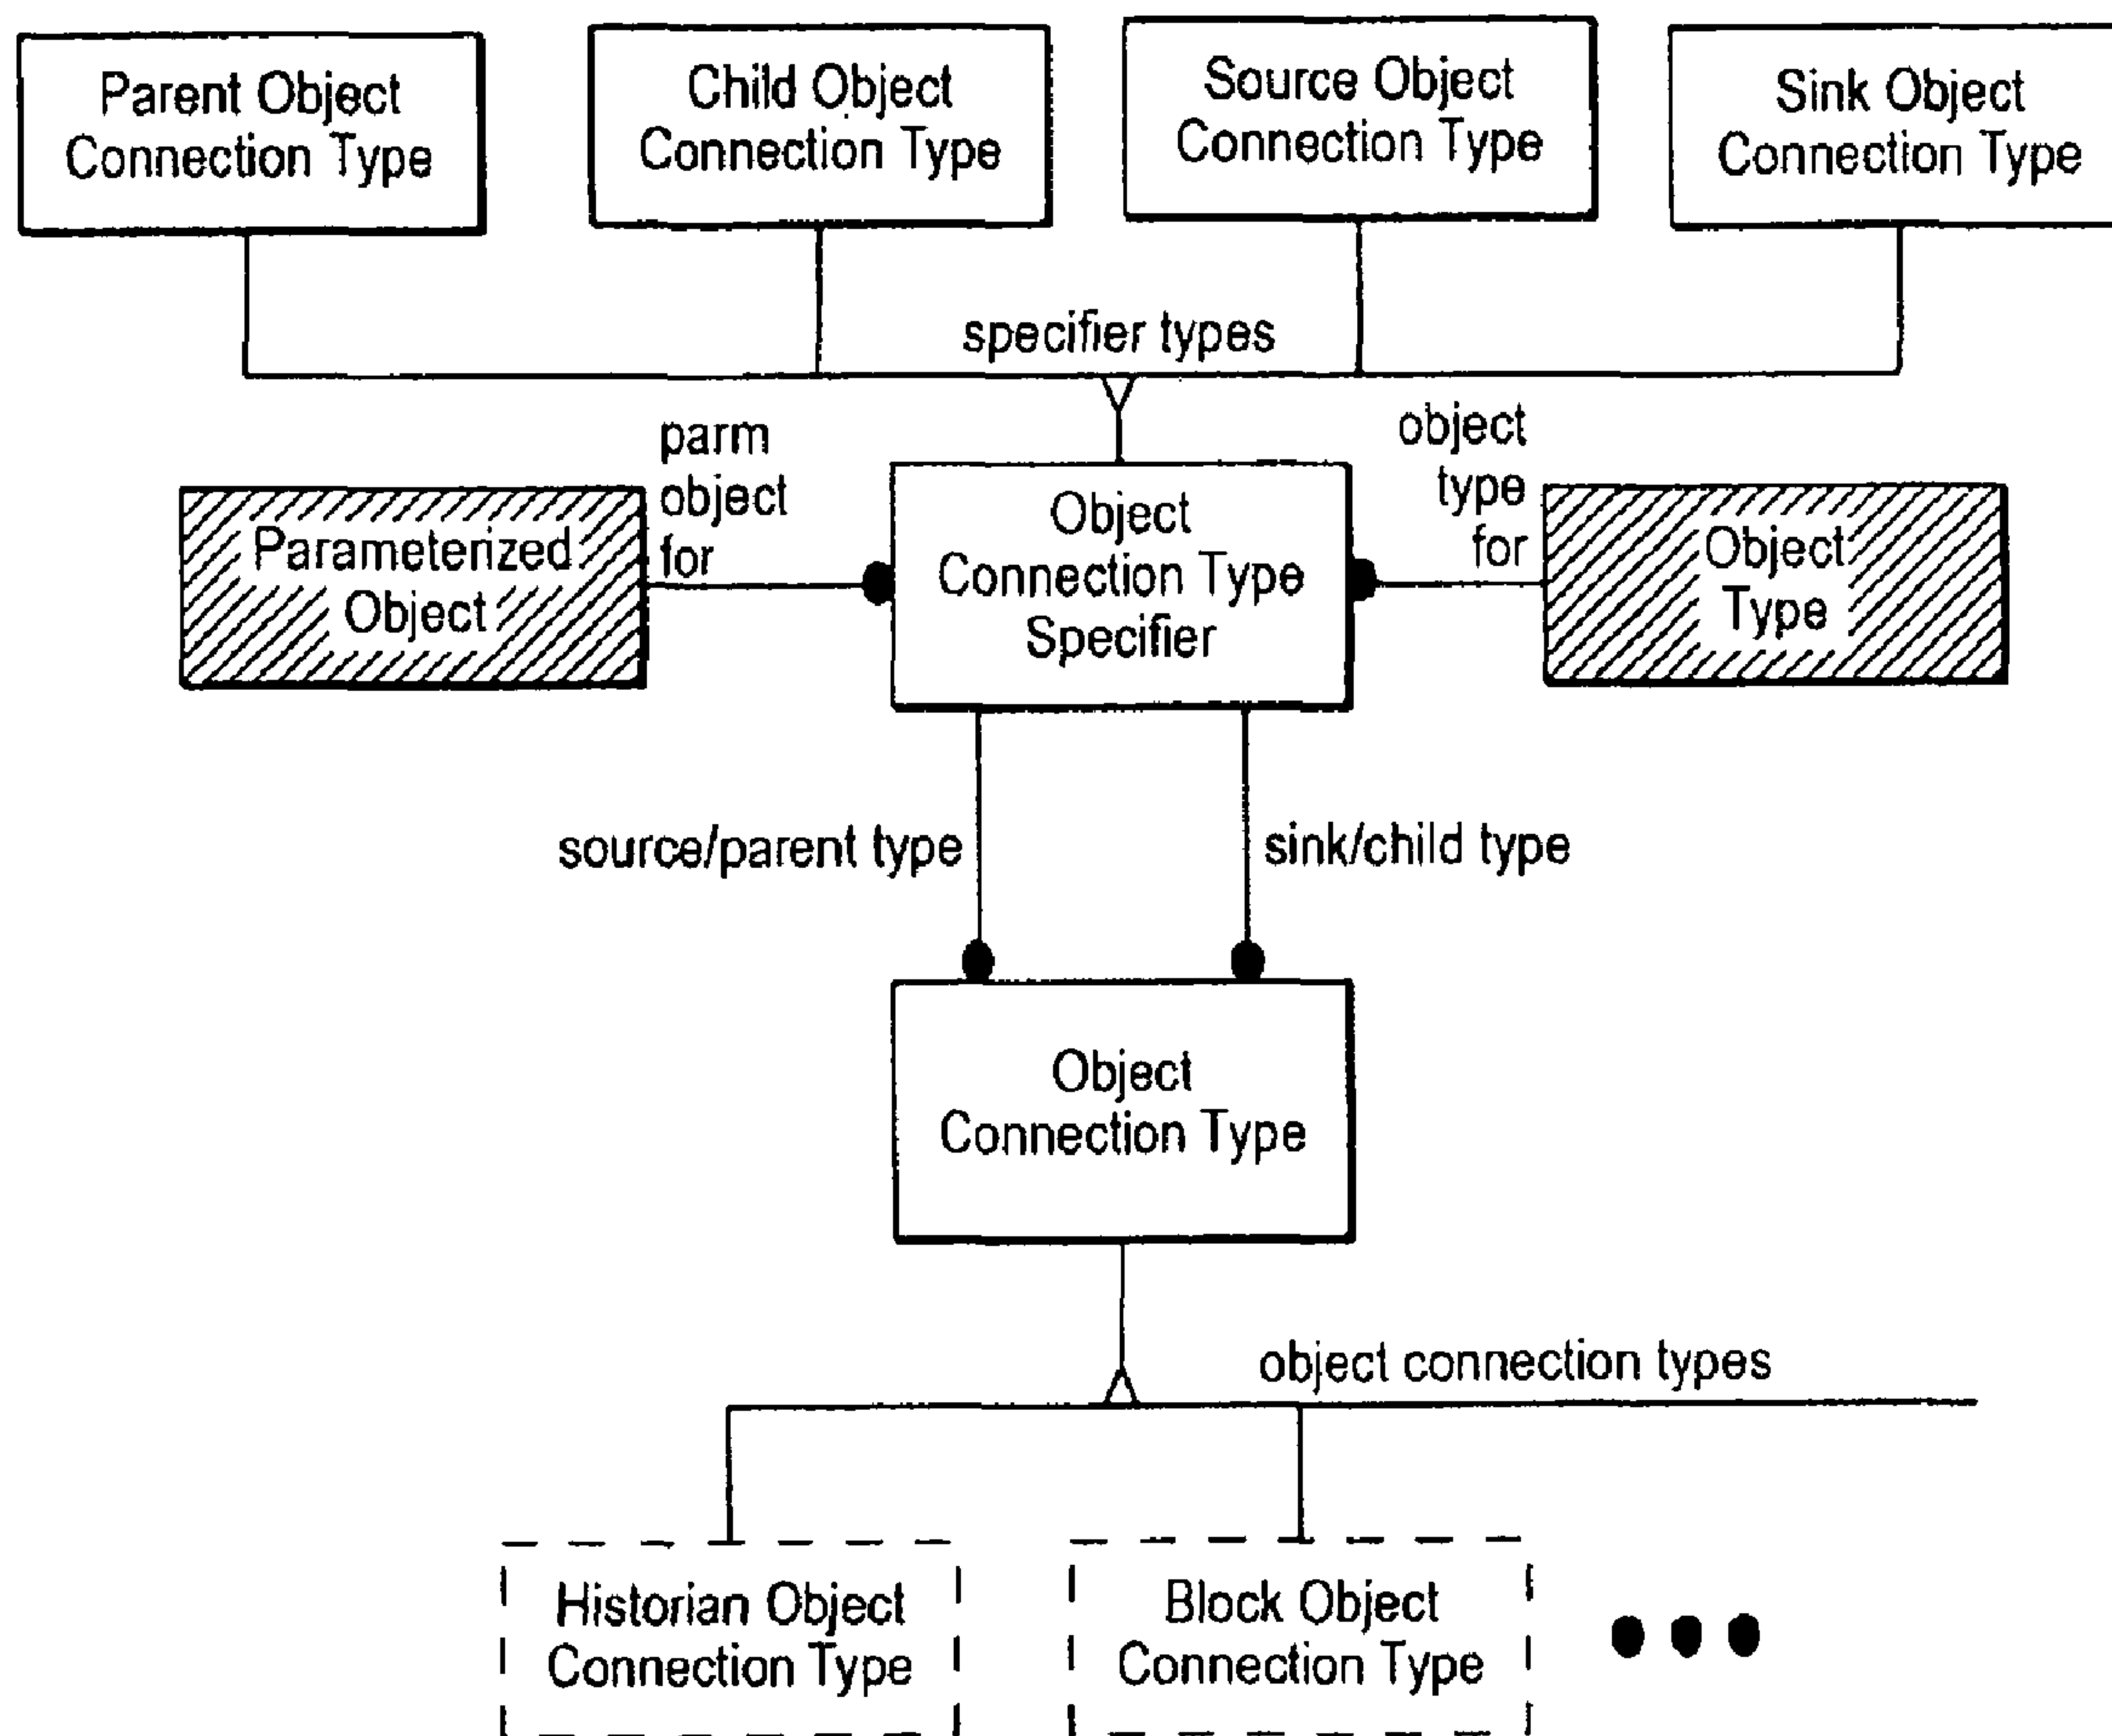 Parent Object
Connection Type
Child Object
Connection Type
Source Object
Connection Type
Sink Object
Connection Type
specifier types
parm
object
for
object
type
for
Parameterized
Object
Object
Connection Type
Specifier
Object
Type
source/parent type
sink/child type
Object
Connection Type
object connection types
Historian Object
Connection Type
Block Object
Connection Type